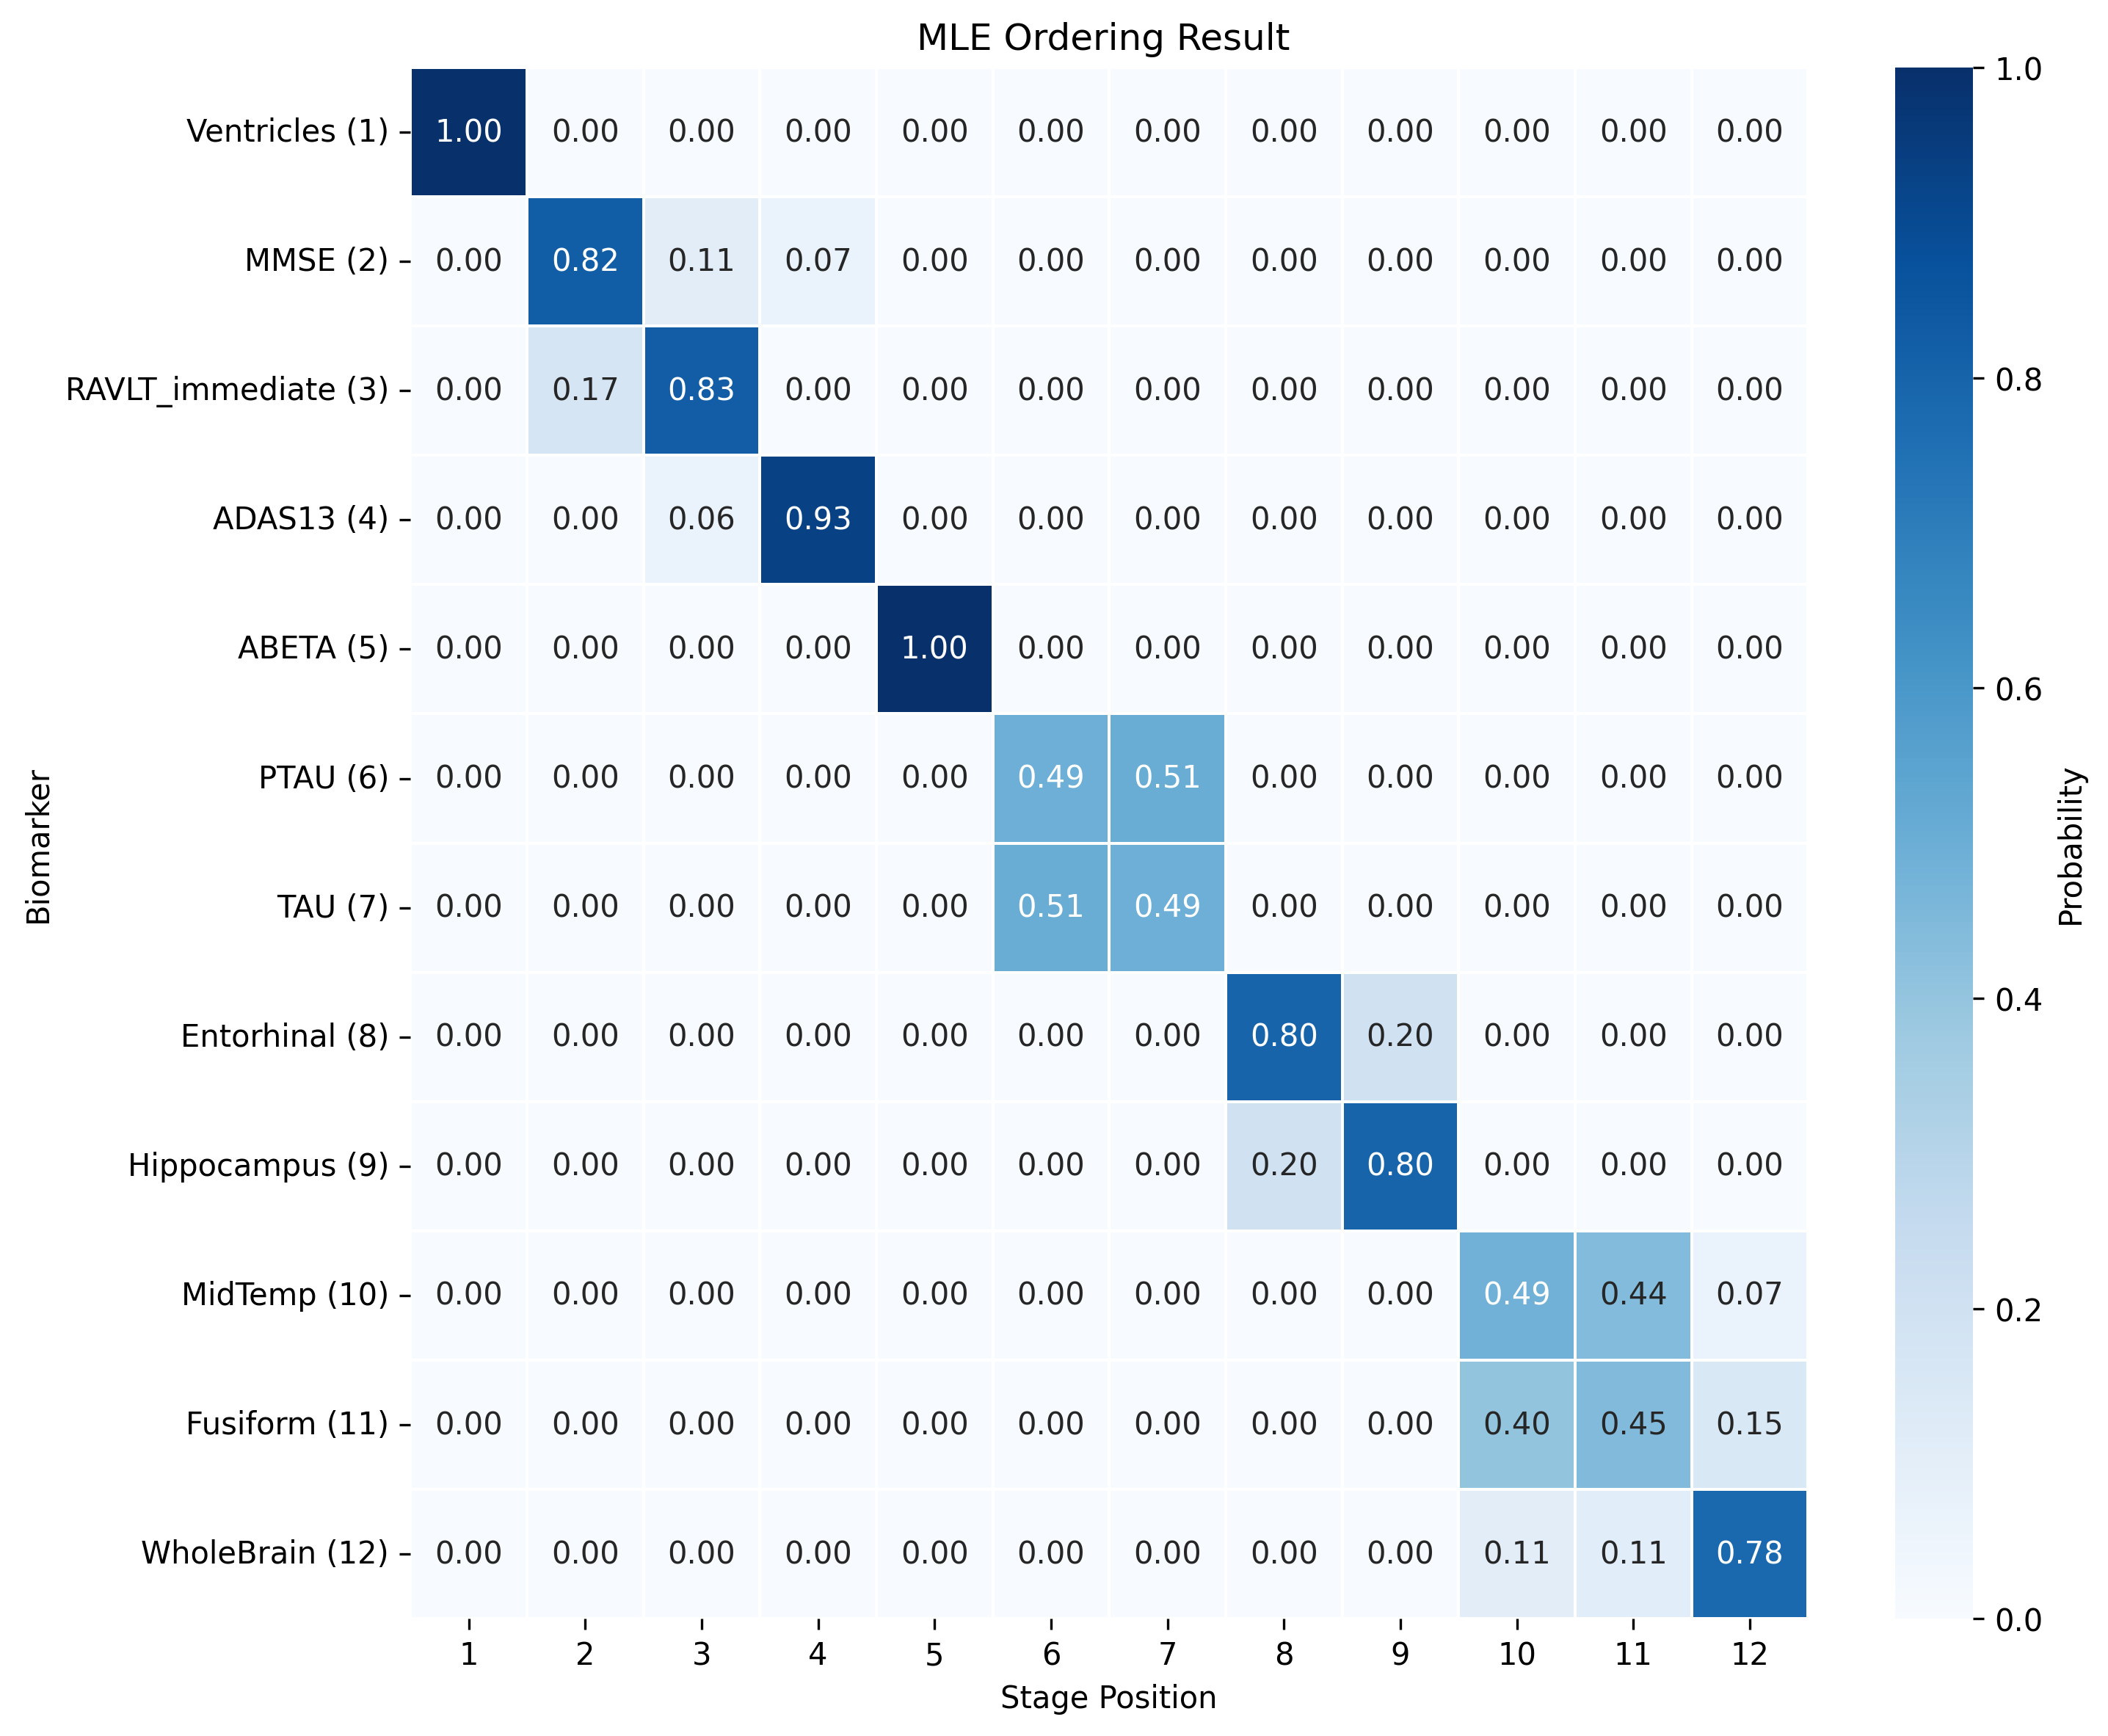 MLE Ordering Result
Ventricles (1) 1.00 0.00 0.00 0.00 0.00 0.00 0.00 0.00 0.00 0.00 0.00 0.00
MMSE (2) 0.00 0.82 0.11 0.07 0.00 0.00 0.00 0.00 0.00 0.00 0.00 0.00
RAVLT_immediate (3) 0.00 0.17 0.83 0.00 0.00 0.00 0.00 0.00 0.00 0.00 0.00 0.00
ADAS13 (4) 0.00 0.00 0.06 0.93 0.00 0.00 0.00 0.00 0.00 0.00 0.00 0.00
ABETA (5) 0.00 0.00 0.00 0.00 1.00 0.00 0.00 0.00 0.00 0.00 0.00 0.00
PTAU (6) 0.00 0.00 0.00 0.00 0.00 0.49 0.51 0.00 0.00 0.00 0.00 0.00
TAU (7) 0.00 0.00 0.00 0.00 0.00 0.51 0.49 0.00 0.00 0.00 0.00 0.00
Entorhinal (8) 0.00 0.00 0.00 0.00 0.00 0.00 0.00 0.80 0.20 0.00 0.00 0.00
Hippocampus (9) 0.00 0.00 0.00 0.00 0.00 0.00 0.00 0.20 0.80 0.00 0.00 0.00
MidTemp (10) 0.00 0.00 0.00 0.00 0.00 0.00 0.00 0.00 0.00 0.49 0.44 0.07
Fusiform (11) 0.00 0.00 0.00 0.00 0.00 0.00 0.00 0.00 0.00 0.40 0.45 0.15
WholeBrain (12) 0.00 0.00 0.00 0.00 0.00 0.00 0.00 0.00 0.00 0.11 0.11 0.78
1 2 3 4 5 6 7 8 9 10 11 12
Stage Position
Biomarker
1.0
0.8
0.6
0.4
0.2
0.0
Probability